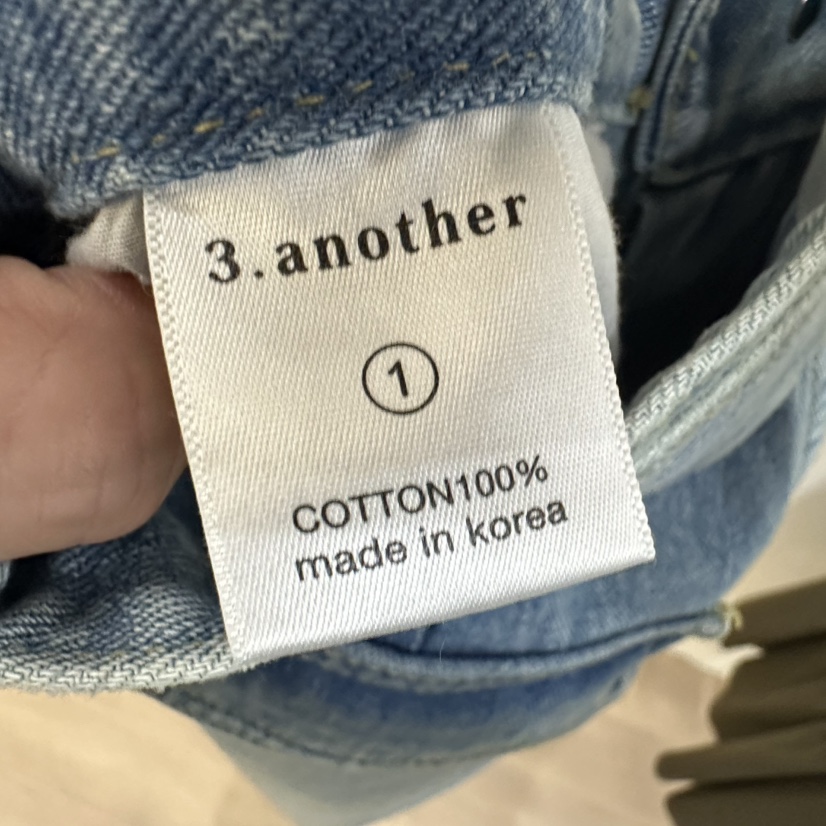 3.another
①
COTTON100%
made in korea